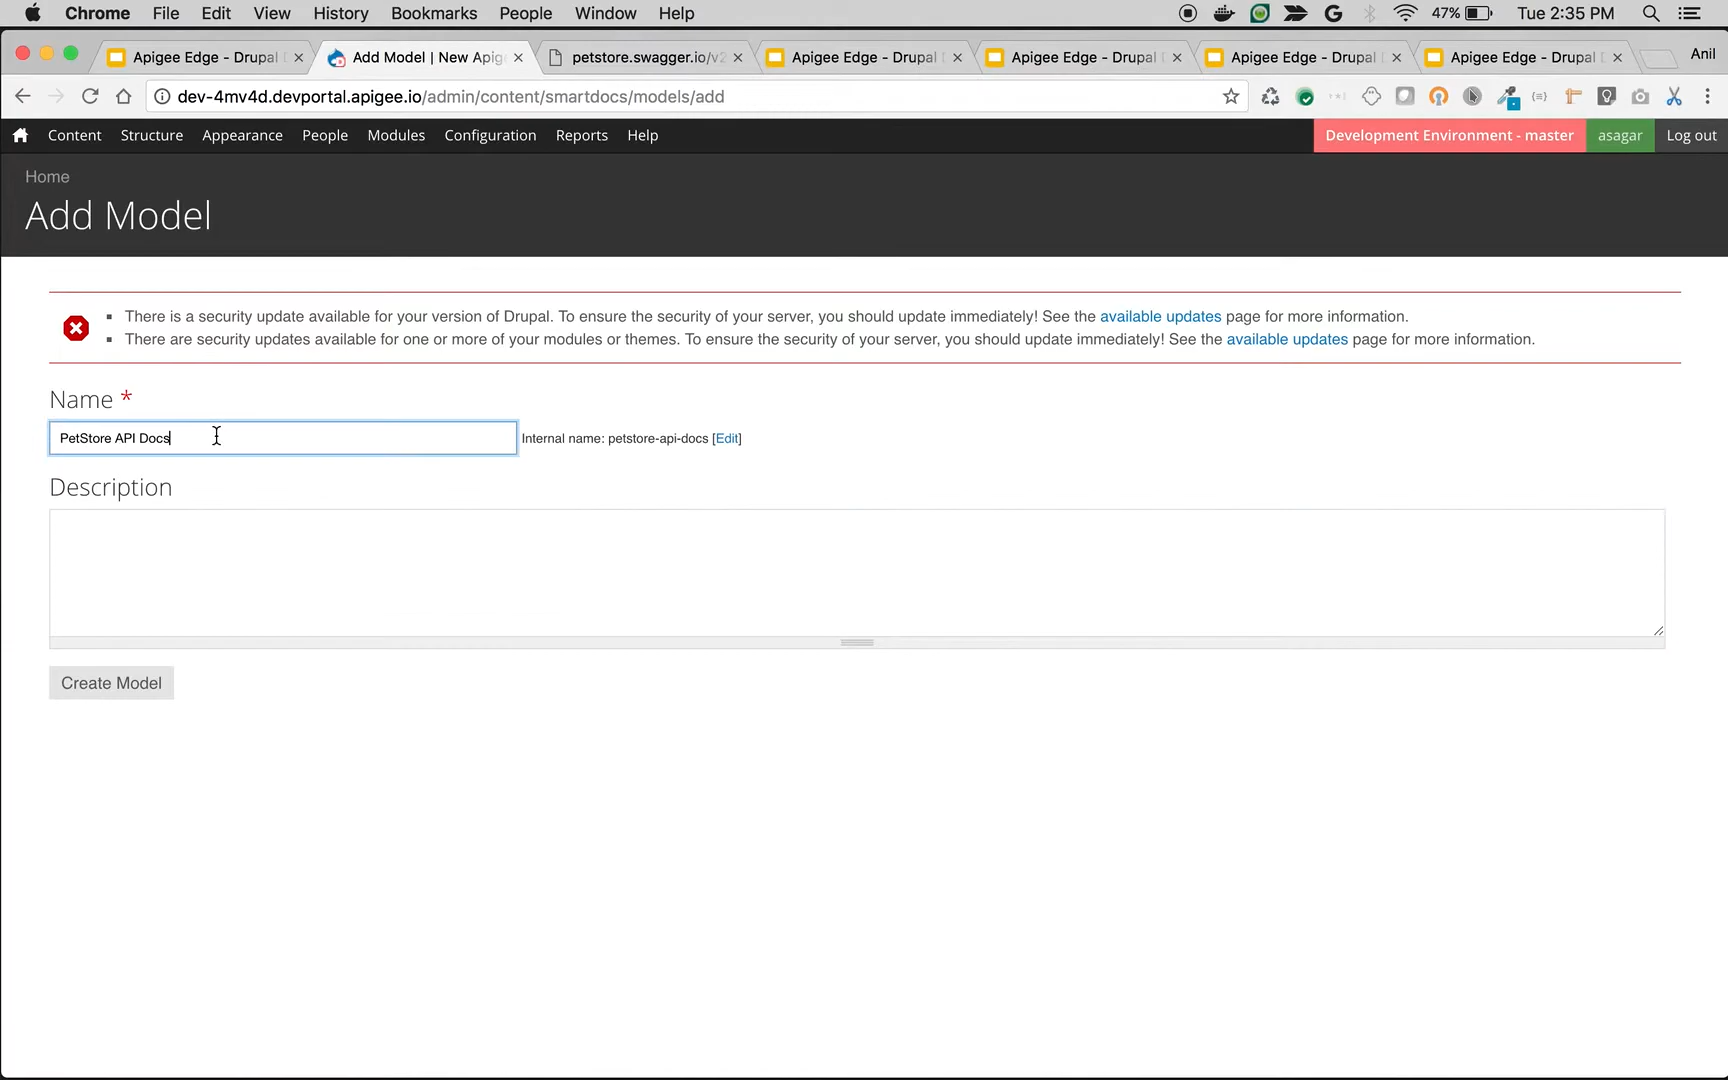 Chrome File Edit View History Bookmarks People Window Help 47% Tue 2:35 PM
Apigee Edge - Drupal Add Model | New Apig petstore.swagger.io/v2 Apigee Edge - Drupal Apigee Edge - Drupal Apigee Edge - Drupal Apigee Edge - Drupal Anil
dev-4mv4d.devportal.apigee.io/admin/content/smartdocs/models/add
Content Structure Appearance People Modules Configuration Reports Help Development Environment - master asagar Log out
Home
Add Model
There is a security update available for your version of Drupal. To ensure the security of your server, you should update immediately! See the available updates page for more information.
There are security updates available for one or more of your modules or themes. To ensure the security of your server, you should update immediately! See the available updates page for more information.
Name *
PetStore API Docs Internal name: petstore-api-docs [Edit]
Description
Create Model